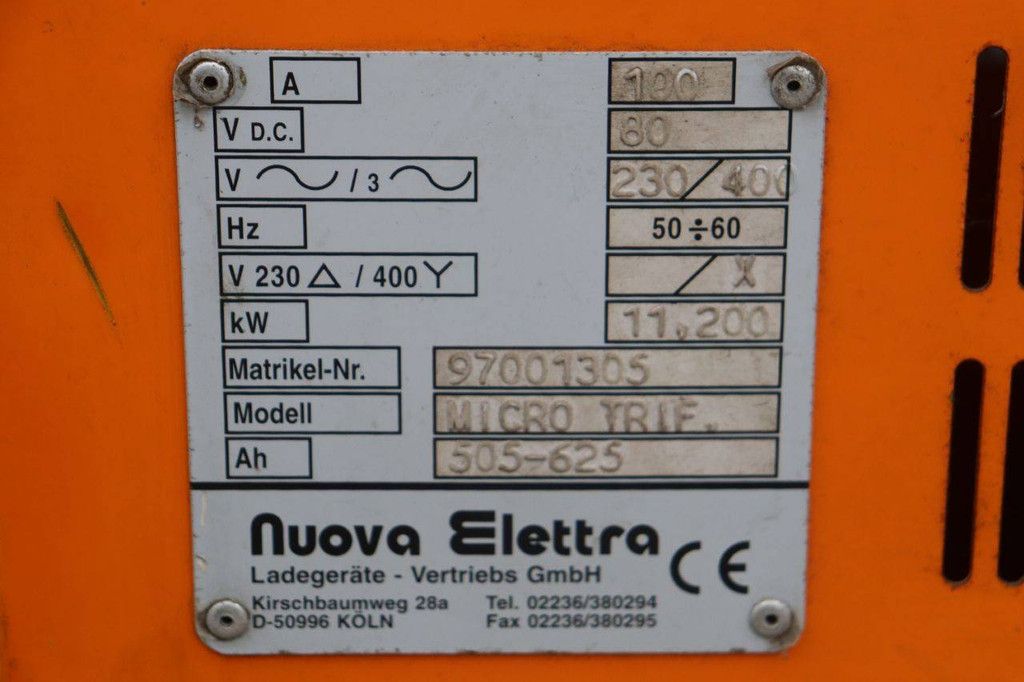 A 100
V D.C. 80
V ~ / 3 ~ 230/400
Hz 50÷60
V 230 △ / 400 Y / X
kW 11,200
Matrikel-Nr. 97001305
Modell MICRO TRIF.
Ah 505-625
Nuova Elettra CE
Ladegeräte - Vertriebs GmbH
Kirschbaumweg 28a Tel. 02236/380294
D-50996 KÖLN Fax 02236/380295